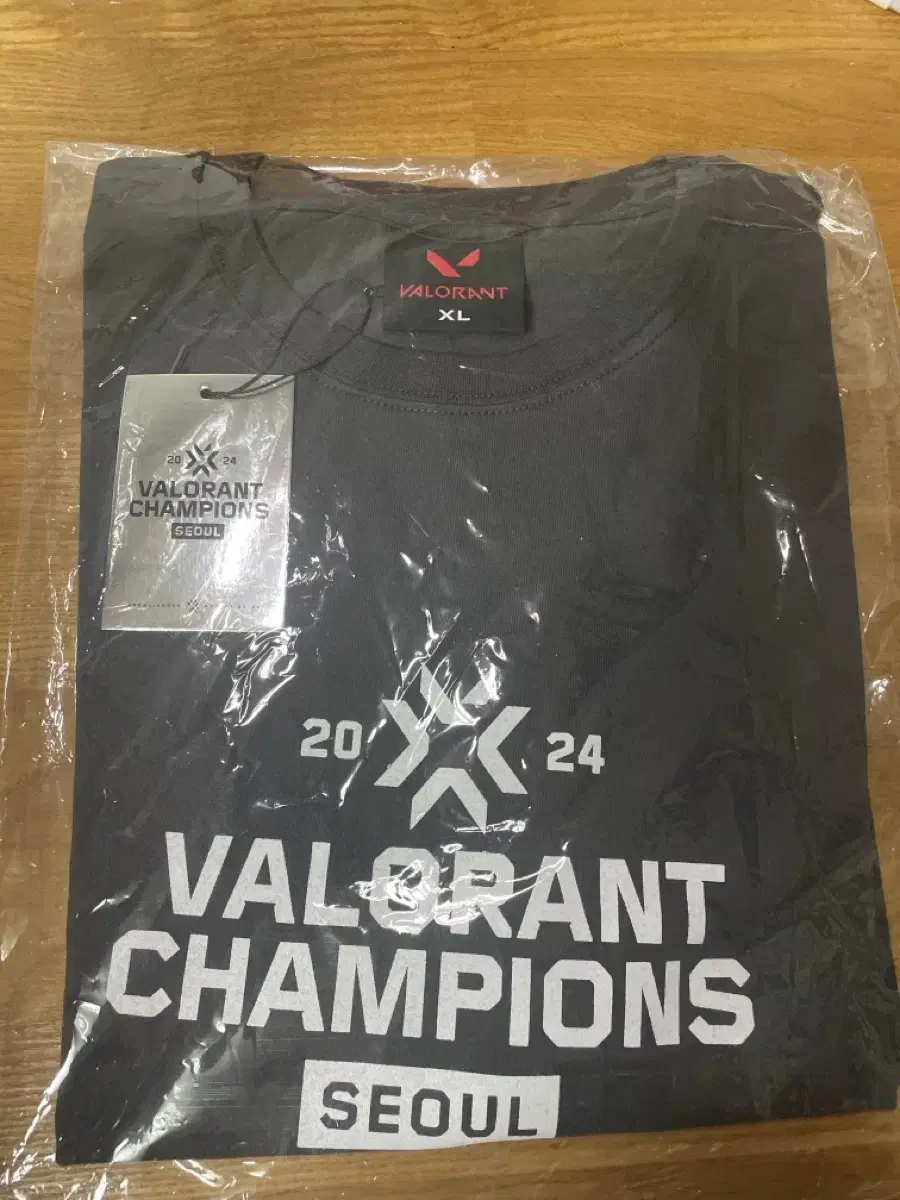 VALORANT
XL
20 24
VALORANT
CHAMPIONS
SEOUL
20 24
VALORANT
CHAMPIONS
SEOUL